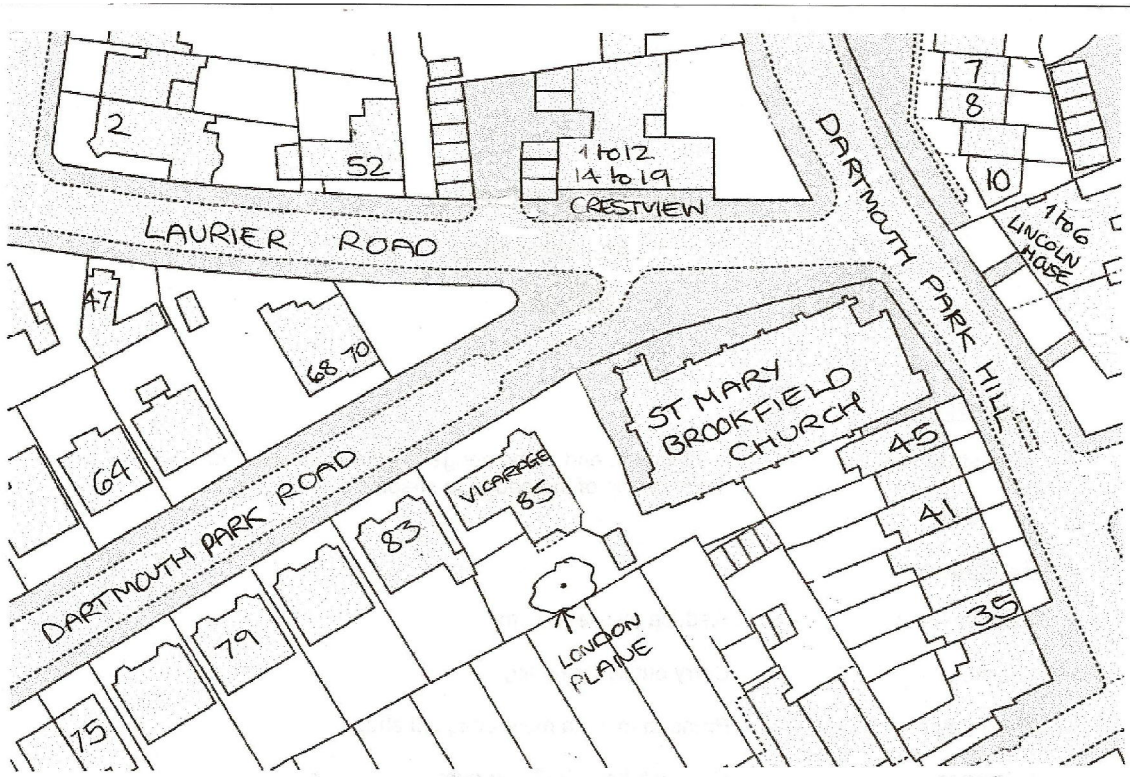 2
52
1 to 12
14 to 19
CRESTVIEW
7
8
10
1 to 6
LINCOLN
HOUSE
LAURIER ROAD
DARTMOUTH PARK HILL
47
68-70
64
ST MARY
BROOKFIELD
CHURCH
45
41
35
DARTMOUTH PARK ROAD
VICARAGE
85
83
79
75
LONDON
PLANE